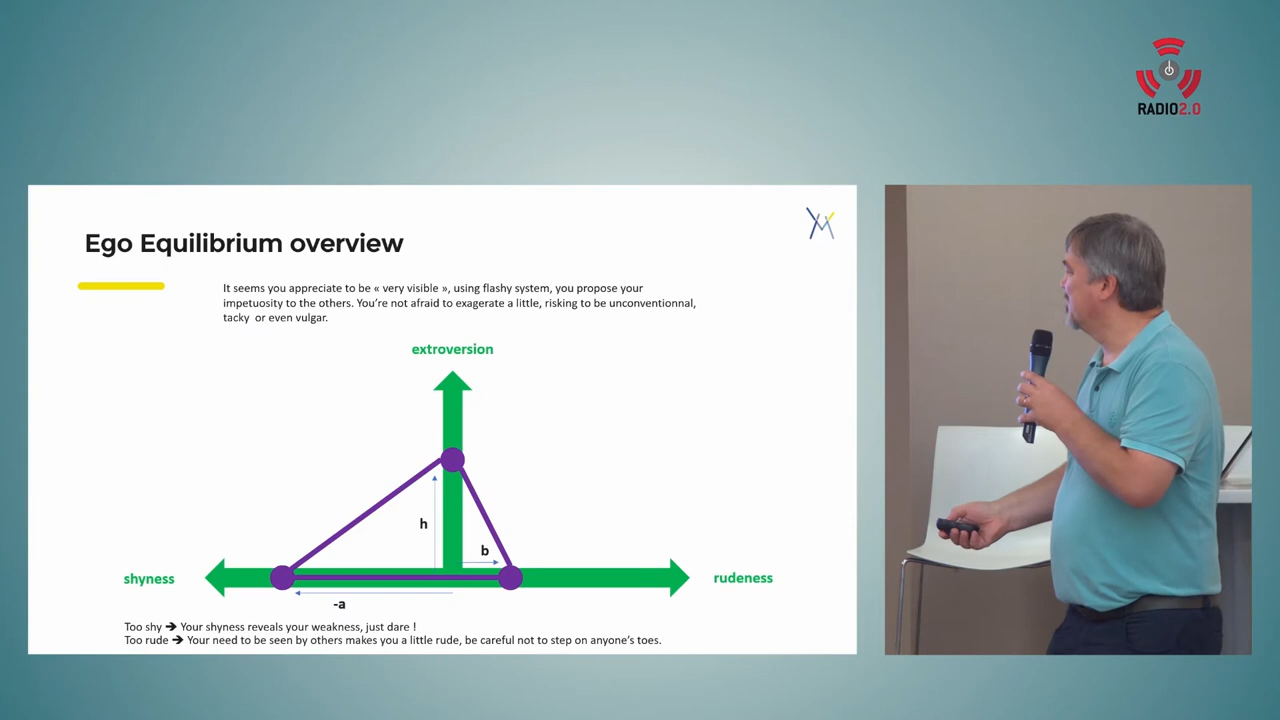 RADIO2.0
Ego Equilibrium overview
It seems you appreciate to be « very visible », using flashy system, you propose your
impetuosity to the others. You're not afraid to exagerate a little, risking to be unconventionnal,
tacky or even vulgar.
extroversion
h
b
shyness
rudeness
-a
Too shy ➔ Your shyness reveals your weakness, just dare !
Too rude ➔ Your need to be seen by others makes you a little rude, be careful not to step on anyone's toes.